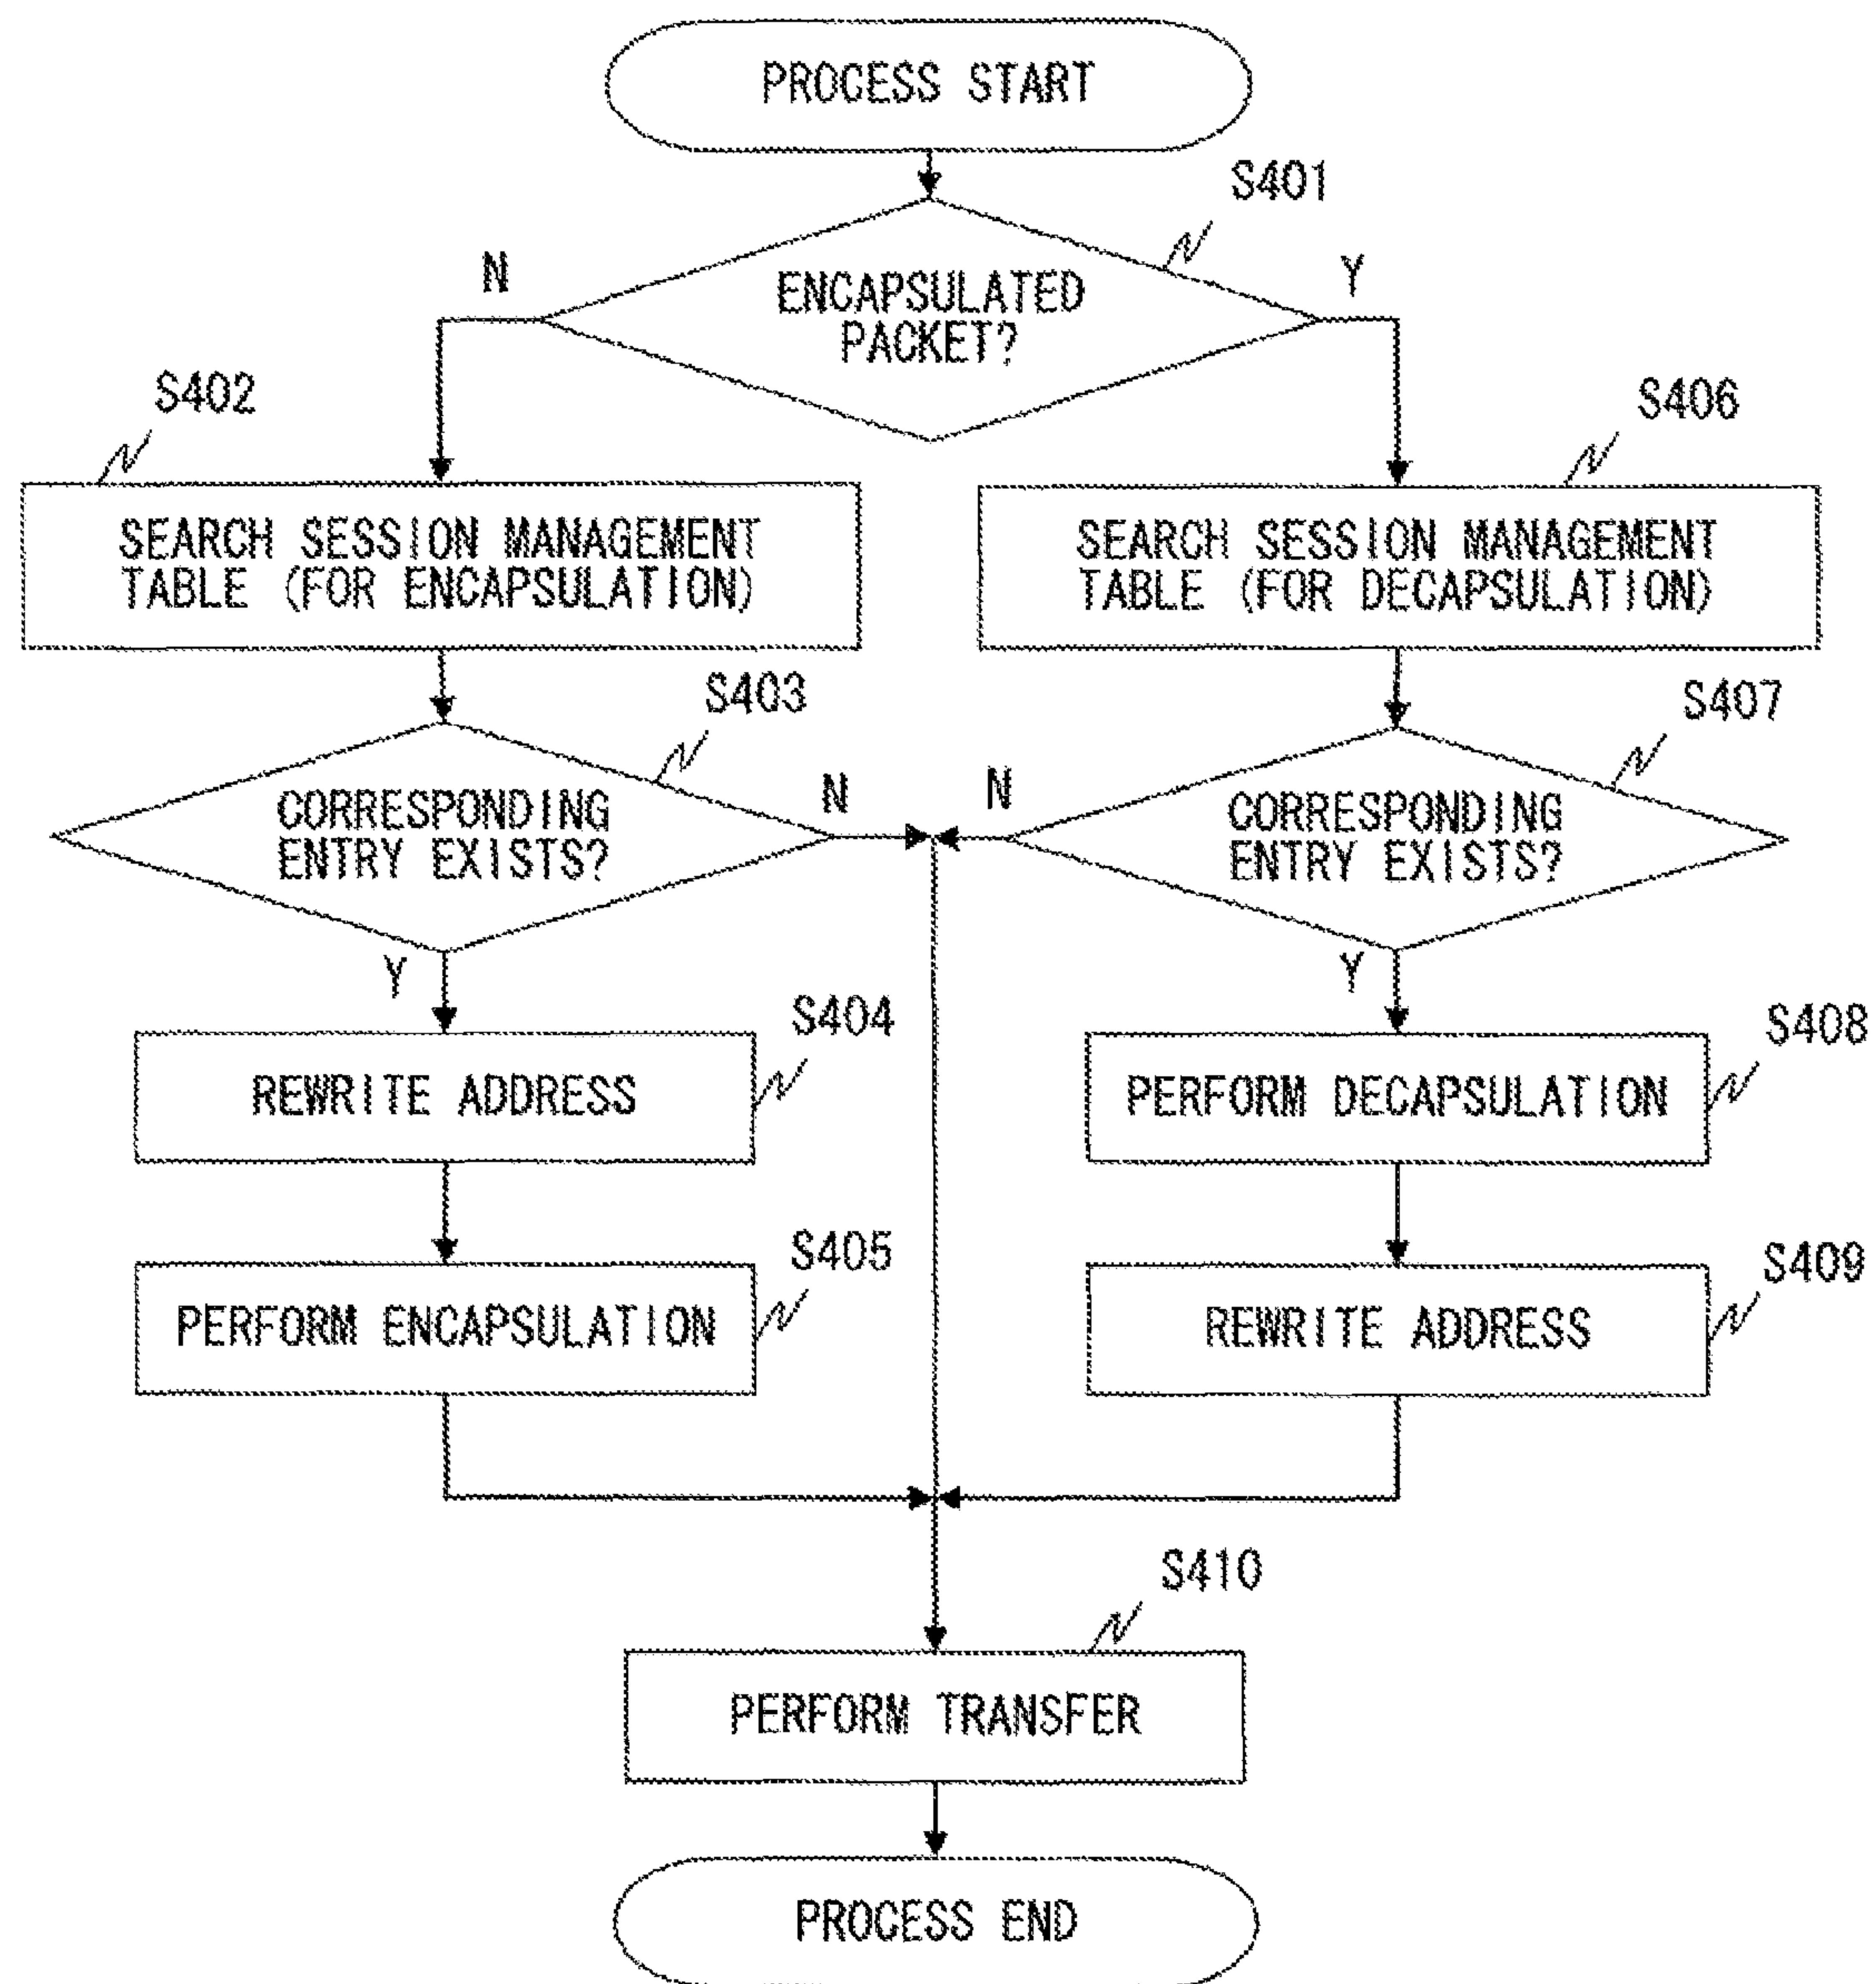 PROCESS START
S401
N
Y
ENCAPSULATED
PACKET?
S402
S406
SEARCH SESSION MANAGEMENT
TABLE (FOR ENCAPSULATION)
SEARCH SESSION MANAGEMENT
TABLE (FOR DECAPSULATION)
S403
S407
CORRESPONDING
ENTRY EXISTS?
N
N
CORRESPONDING
ENTRY EXISTS?
Y
Y
S404
S408
REWRITE ADDRESS
PERFORM DECAPSULATION
S405
S409
PERFORM ENCAPSULATION
REWRITE ADDRESS
S410
PERFORM TRANSFER
PROCESS END